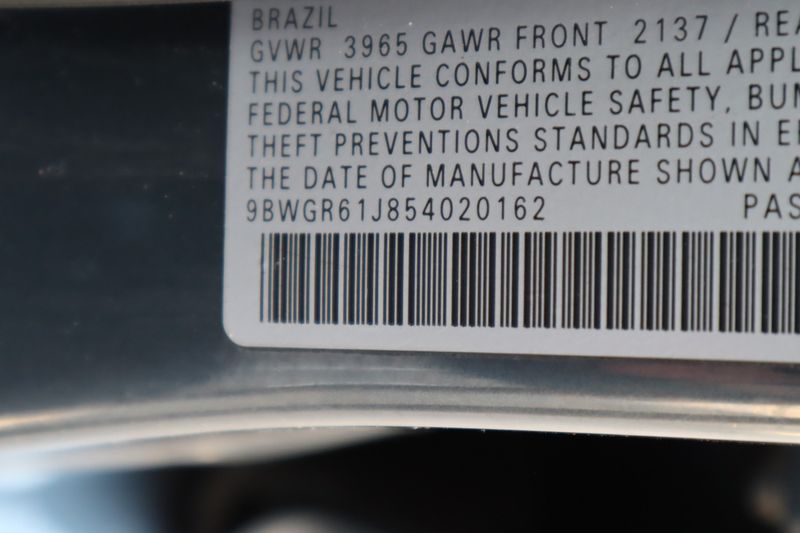 BRAZIL
GVWR 3965 GAWR FRONT 2137 / REA
THIS VEHICLE CONFORMS TO ALL APPL
FEDERAL MOTOR VEHICLE SAFETY, BUM
THEFT PREVENTIONS STANDARDS IN E
THE DATE OF MANUFACTURE SHOWN A
9BWGR61J854020162 PAS